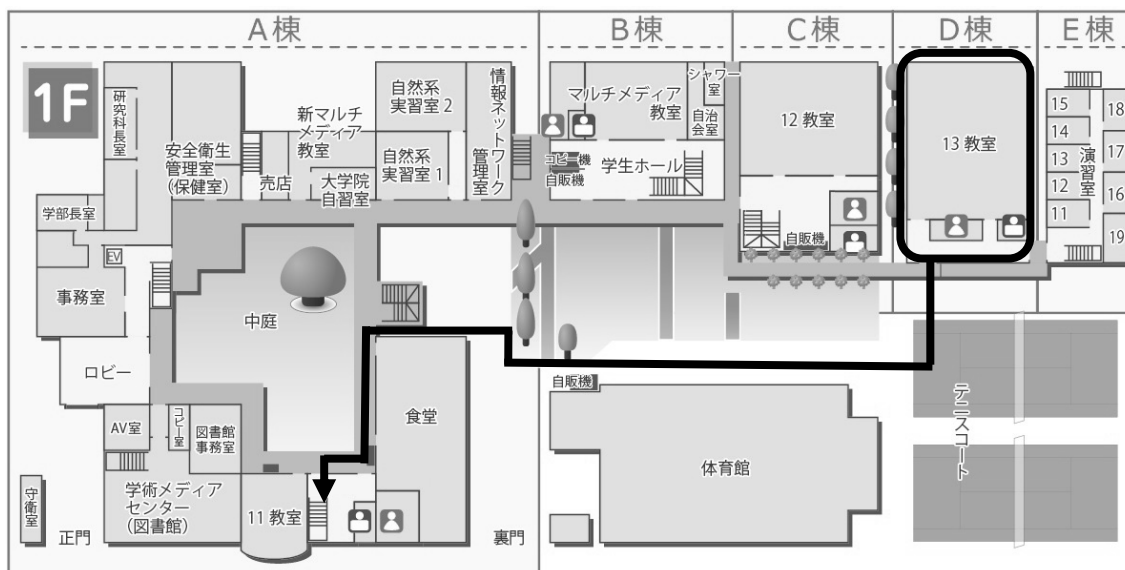 A棟
B棟
C棟
D棟
E棟
1F
研究科長室
安全衛生
管理室
(保健室)
売店
新マルチ
メディア
教室
大学院
自習室
自然系
実習室 2
自然系
実習室 1
情報ネットワーク
管理室
マルチメディア
教室
シャワー
室
自治
会室
コピー機
自販機
学生ホール
12 教室
自販機
13 教室
15
14
13
12
11
演習室
18
17
16
19
学部長室
EV
事務室
中庭
ロビー
AV室
コピー室
図書館
事務室
食堂
自販機
体育館
テニスコート
守衛室
正門
学術メディア
センター
(図書館)
11 教室
裏門